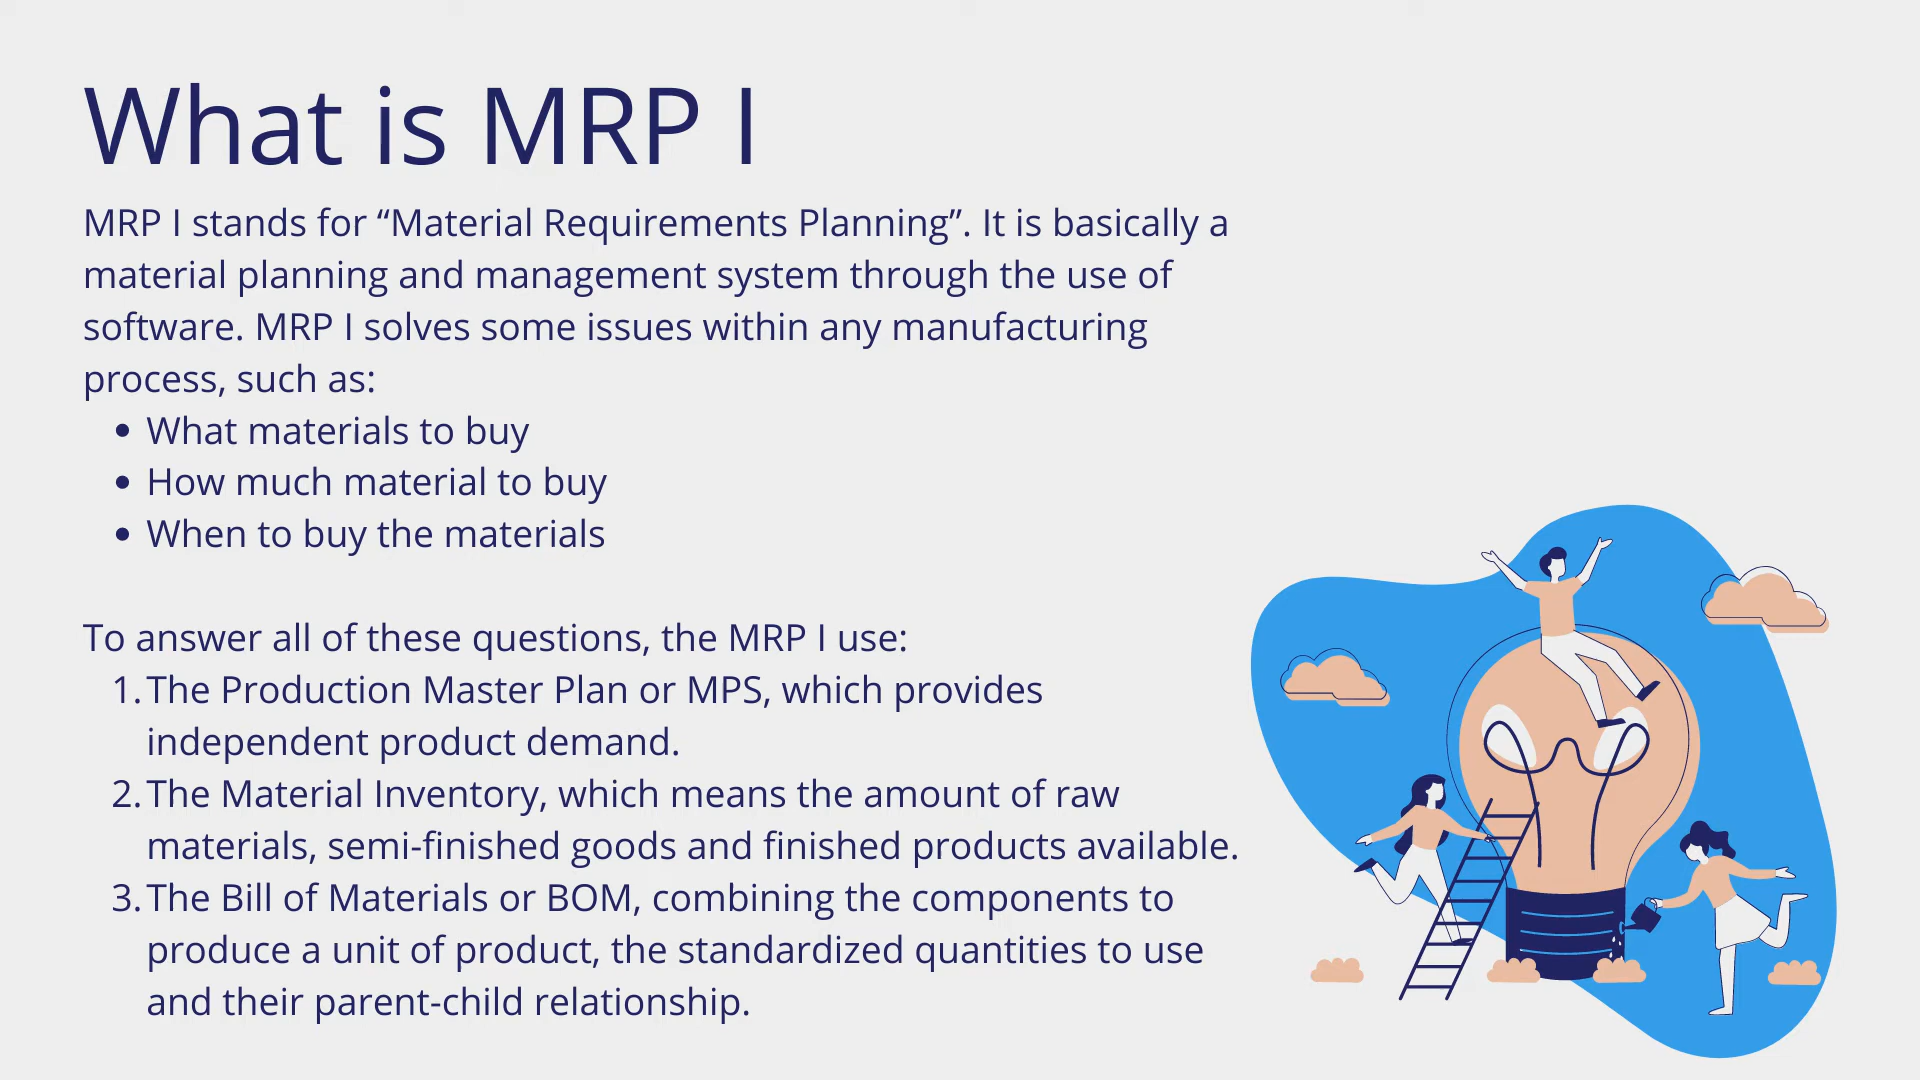 What is MRP I
MRP I stands for “Material Requirements Planning”. It is basically a
material planning and management system through the use of
software. MRP I solves some issues within any manufacturing
process, such as:
• What materials to buy
• How much material to buy
• When to buy the materials
To answer all of these questions, the MRP I use:
1. The Production Master Plan or MPS, which provides
independent product demand.
2. The Material Inventory, which means the amount of raw
materials, semi-finished goods and finished products available.
3. The Bill of Materials or BOM, combining the components to
produce a unit of product, the standardized quantities to use
and their parent-child relationship.